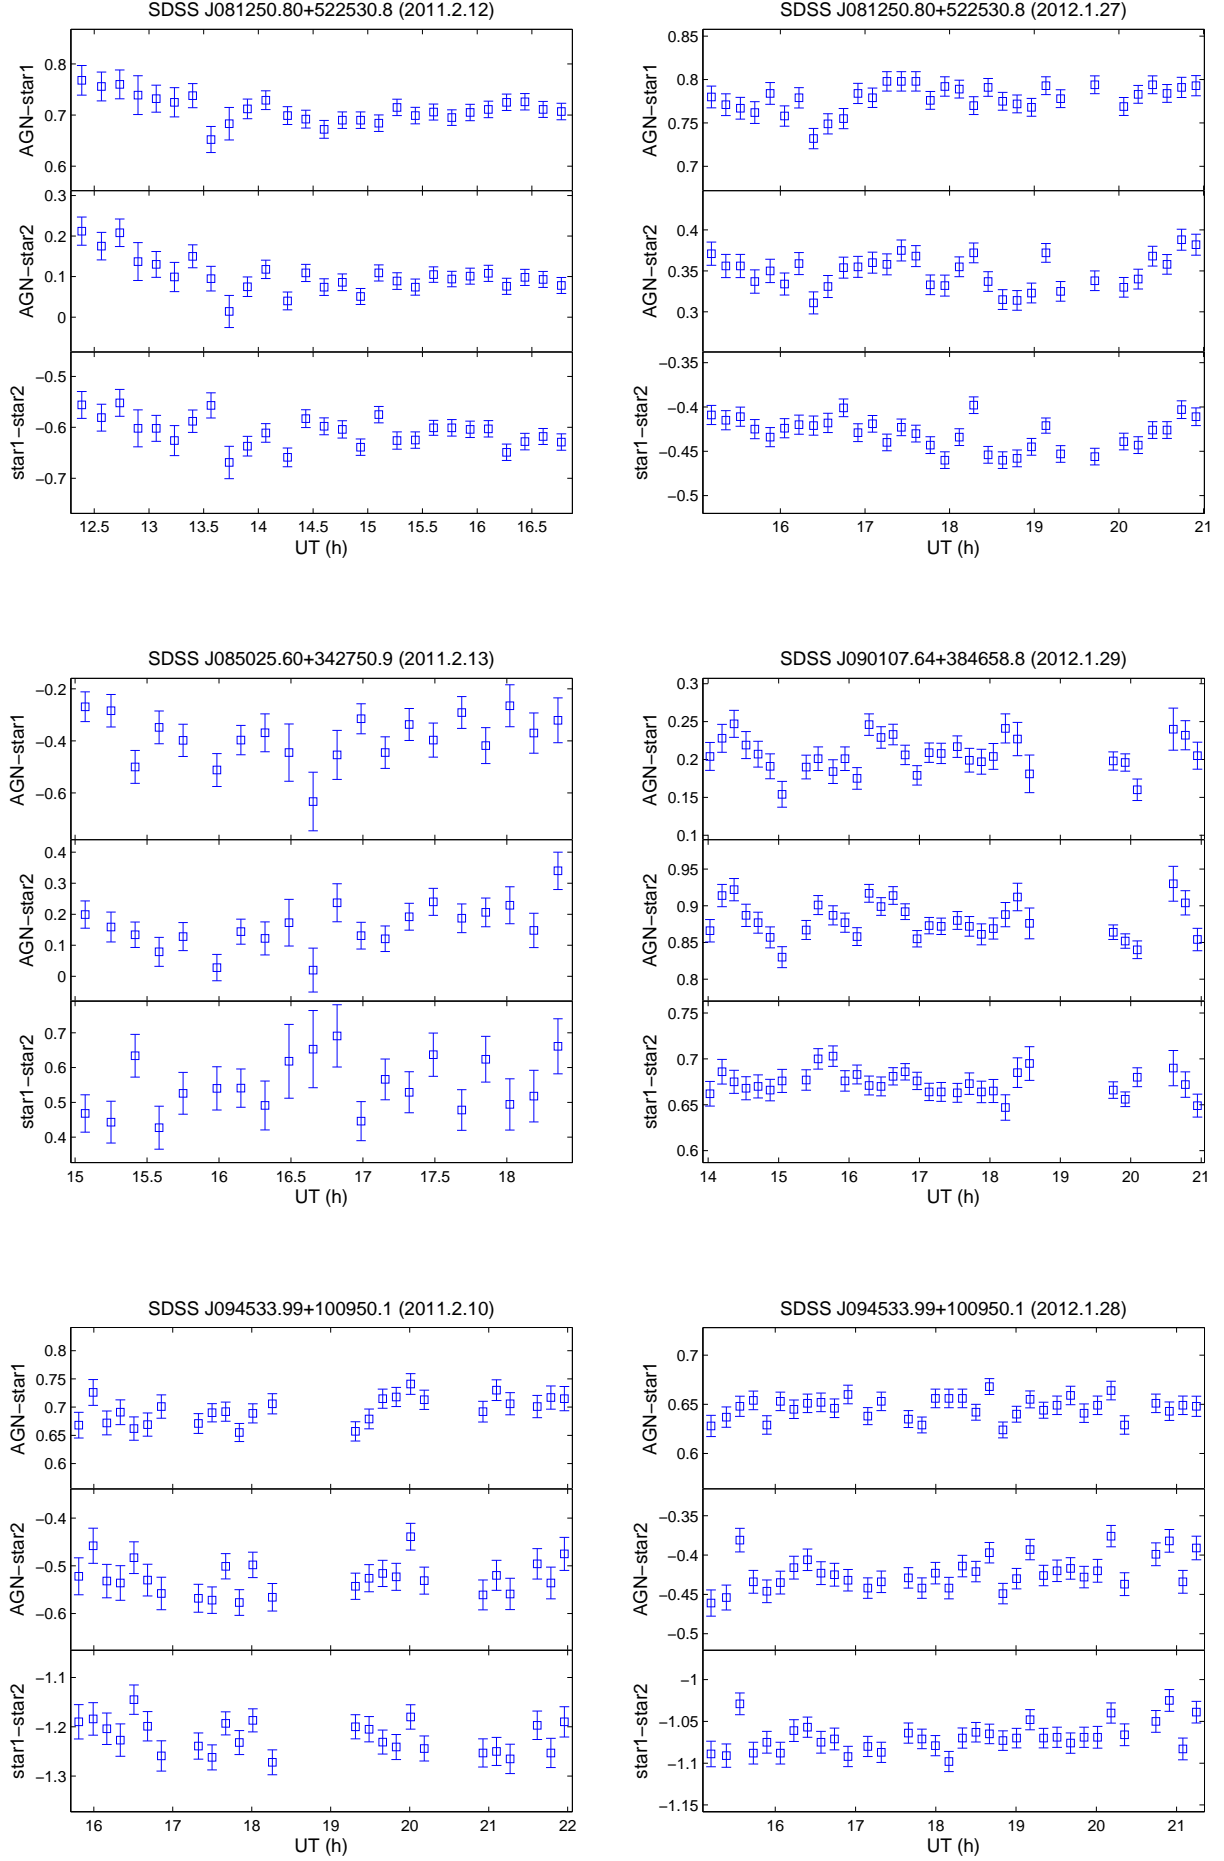 SDSS J081250.80+522530.8 (2011.2.12)
AGN−star1
0.8
0.7
0.6
AGN−star2
0.3
0.2
0.1
0
star1−star2
−0.5
−0.6
−0.7
12.5 13 13.5 14 14.5 15 15.5 16 16.5
UT (h)
SDSS J081250.80+522530.8 (2012.1.27)
AGN−star1
0.85
0.8
0.75
0.7
AGN−star2
0.4
0.35
0.3
star1−star2
−0.35
−0.4
−0.45
−0.5
16 17 18 19 20 21
UT (h)
SDSS J085025.60+342750.9 (2011.2.13)
AGN−star1
−0.2
−0.4
−0.6
AGN−star2
0.4
0.3
0.2
0.1
0
star1−star2
0.7
0.6
0.5
0.4
15 15.5 16 16.5 17 17.5 18
UT (h)
SDSS J090107.64+384658.8 (2012.1.29)
AGN−star1
0.3
0.25
0.2
0.15
0.1
AGN−star2
0.95
0.9
0.85
0.8
star1−star2
0.75
0.7
0.65
0.6
14 15 16 17 18 19 20 21
UT (h)
SDSS J094533.99+100950.1 (2011.2.10)
AGN−star1
0.8
0.75
0.7
0.65
0.6
AGN−star2
−0.4
−0.5
−0.6
star1−star2
−1.1
−1.2
−1.3
16 17 18 19 20 21 22
UT (h)
SDSS J094533.99+100950.1 (2012.1.28)
AGN−star1
0.7
0.65
0.6
AGN−star2
−0.35
−0.4
−0.45
−0.5
star1−star2
−1
−1.05
−1.1
−1.15
16 17 18 19 20 21
UT (h)